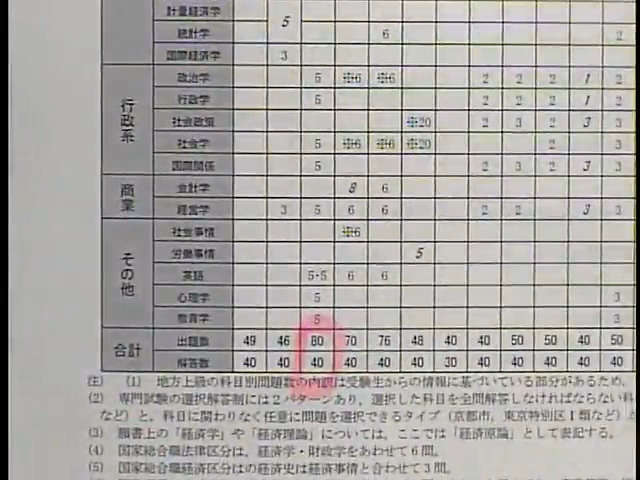 計量経済学 5
統計学 6 2
国際経済学 3
行政系
政治学 5 ※6 ※6 2 2 2 1 2
行政学 5 2 2 2 1 2
社会政策 ※20 2 3 2 3 3
社会学 5 ※6 ※6 ※20 2 3
国際関係 5 2 3 2 3 3
商業
会計学 8 6
経営学 3 5 6 6 2 2 3 3
その他
社会事情 ※6
労働事情 5
英語 5・5 6 6
心理学 5 3
教育学 5 3
合計
出題数 49 46 80 70 76 48 40 40 50 50 40 50
解答数 40 40 40 40 40 40 30 40 40 40 40 40
(注) (1) 地方上級の科目別問題数の内訳は受験生からの情報に基づいている部分があるため、
(2) 専門試験の選択解答制には2パターンあり、選択した科目を全問解答しなければならない科
など）と、科目に関わりなく任意に問題を選択できるタイプ（京都市、東京特別区Ⅰ類など）
(3) 願書上の「経済学」や「経済理論」については、ここでは「経済原論」として表記する。
(4) 国家総合職法律区分は、経済学・財政学をあわせて6問。
(5) 国家総合職経済区分は経済史は経済事情と合わせて3問。